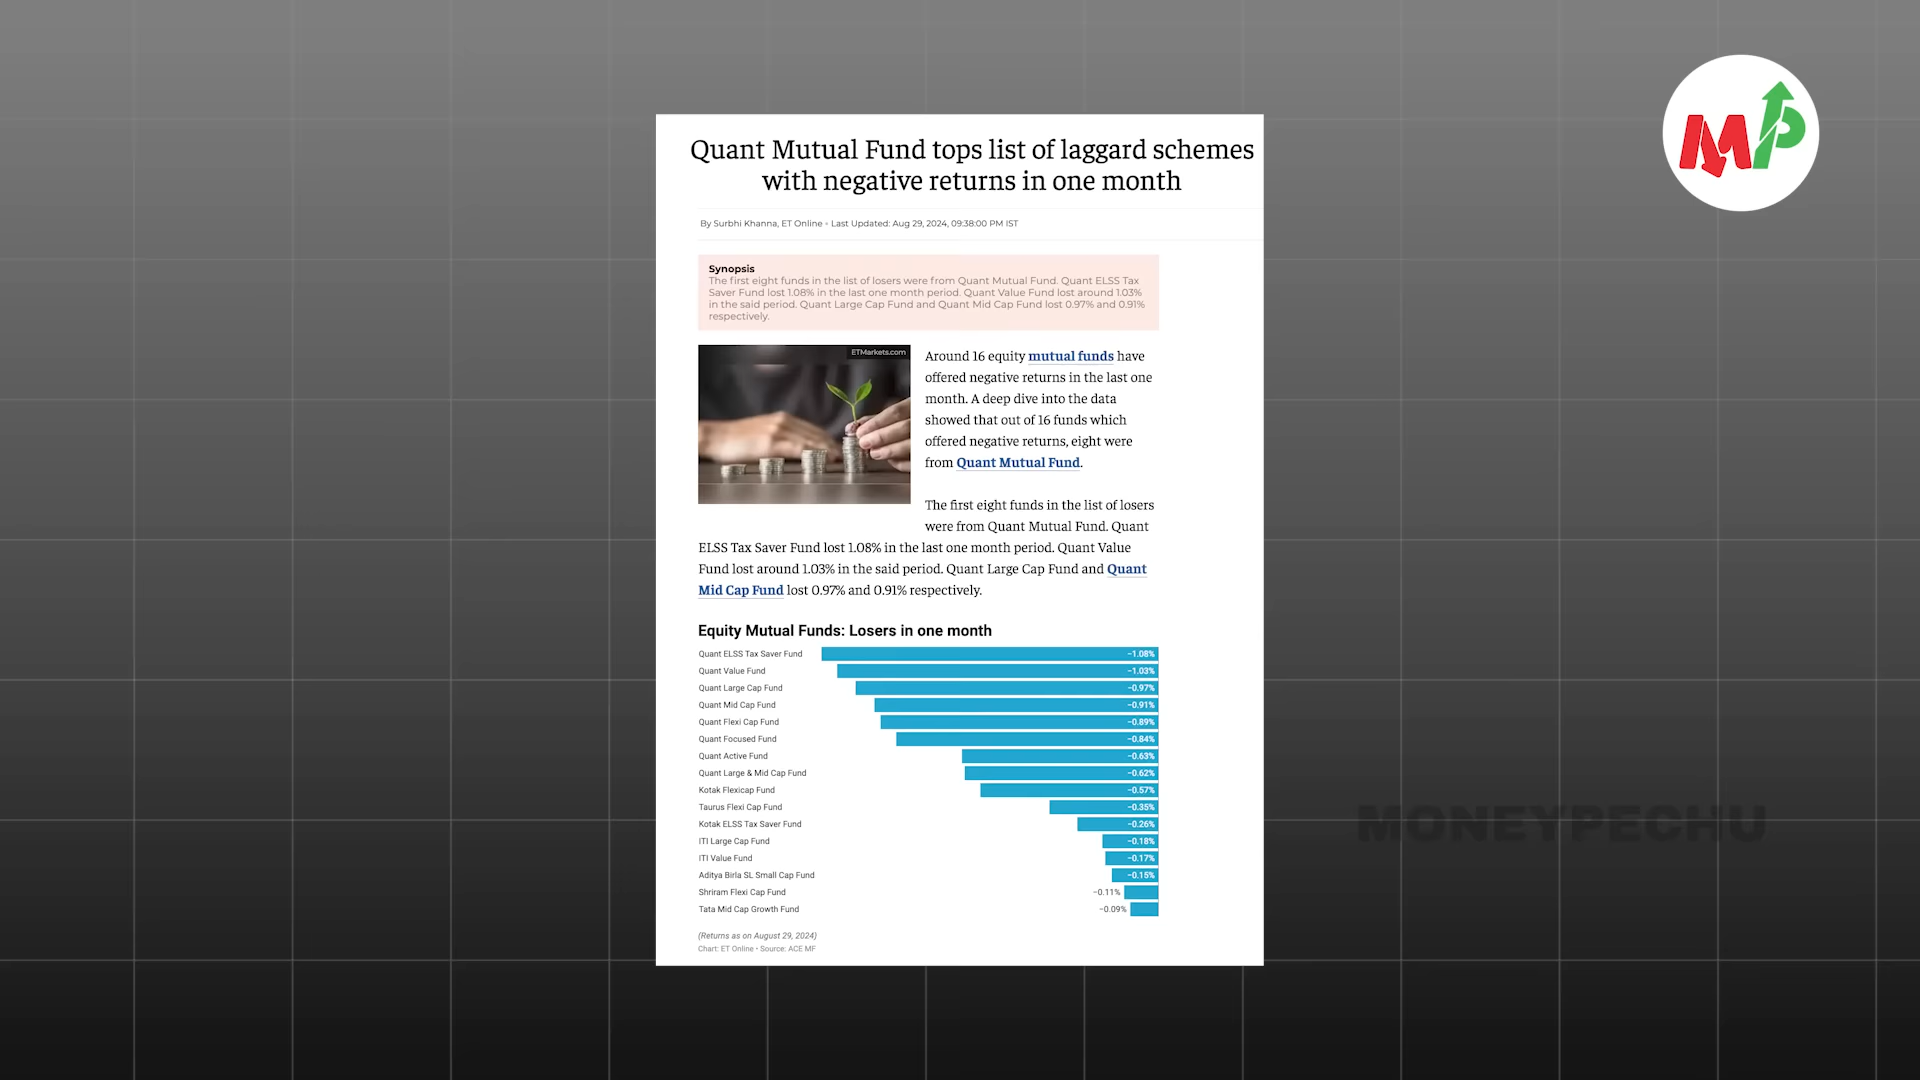 MP
Quant Mutual Fund tops list of laggard schemes
with negative returns in one month
By Surbhi Khanna, ET Online • Last Updated: Aug 29, 2024, 09:38:00 PM IST
Synopsis
The first eight funds in the list of losers were from Quant Mutual Fund. Quant ELSS Tax
Saver Fund lost 1.08% in the last one month period. Quant Value Fund lost around 1.03%
in the said period. Quant Large Cap Fund and Quant Mid Cap Fund lost 0.97% and 0.91%
respectively.
ETMarkets.com
Around 16 equity mutual funds have
offered negative returns in the last one
month. A deep dive into the data
showed that out of 16 funds which
offered negative returns, eight were
from Quant Mutual Fund.
The first eight funds in the list of losers
were from Quant Mutual Fund. Quant
ELSS Tax Saver Fund lost 1.08% in the last one month period. Quant Value
Fund lost around 1.03% in the said period. Quant Large Cap Fund and Quant
Mid Cap Fund lost 0.97% and 0.91% respectively.
Equity Mutual Funds: Losers in one month
Quant ELSS Tax Saver Fund −1.08%
Quant Value Fund −1.03%
Quant Large Cap Fund −0.97%
Quant Mid Cap Fund −0.91%
Quant Flexi Cap Fund −0.89%
Quant Focused Fund −0.84%
Quant Active Fund −0.63%
Quant Large & Mid Cap Fund −0.62%
Kotak Flexicap Fund −0.57%
Taurus Flexi Cap Fund −0.35%
Kotak ELSS Tax Saver Fund −0.26%
ITI Large Cap Fund −0.18%
ITI Value Fund −0.17%
Aditya Birla SL Small Cap Fund −0.15%
Shriram Flexi Cap Fund −0.11%
Tata Mid Cap Growth Fund −0.09%
(Returns as on August 29, 2024)
Chart: ET Online • Source: ACE MF
MONEYPECHU